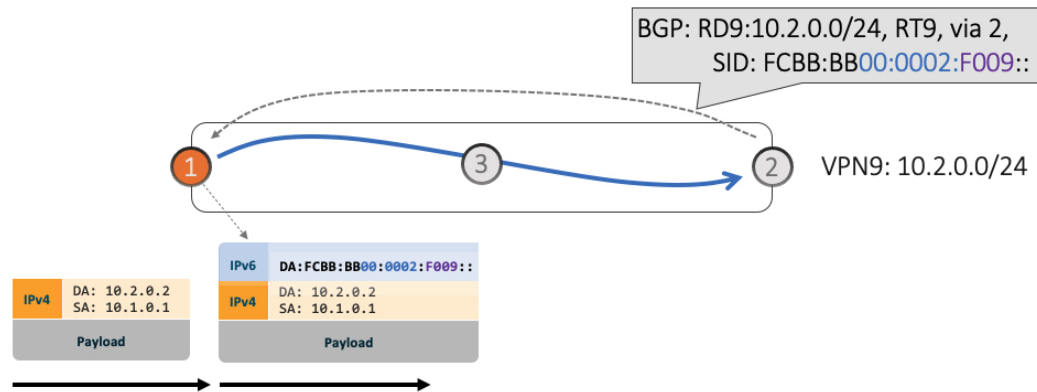 BGP: RD9:10.2.0.0/24, RT9, via 2,
SID: FCBB:BB00:0002:F009::
1
3
2
VPN9: 10.2.0.0/24
IPv6 DA:FCBB:BB00:0002:F009::
IPv4 DA: 10.2.0.2
SA: 10.1.0.1
Payload
IPv4 DA: 10.2.0.2
SA: 10.1.0.1
Payload